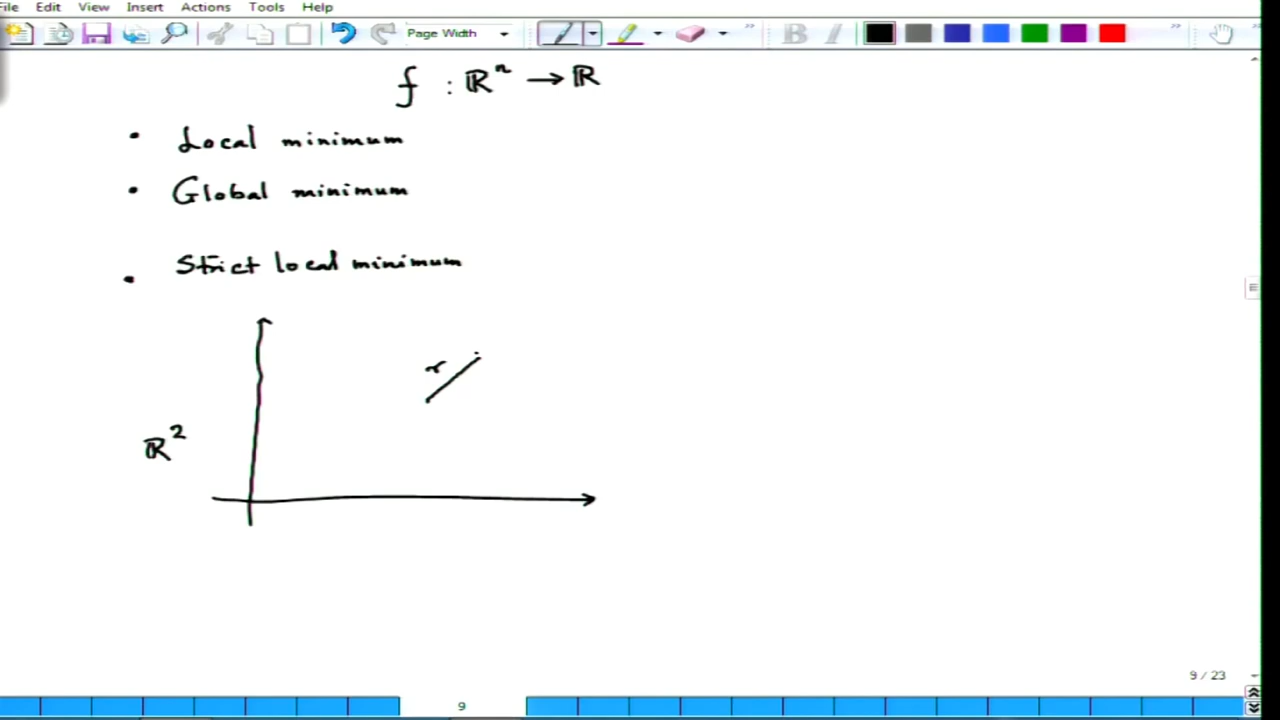 File Edit View Insert Actions Tools Help
Page Width
f : ℝⁿ → ℝ
• Local minimum
• Global minimum
• Strict local minimum
r
ℝ²
9 / 23
9